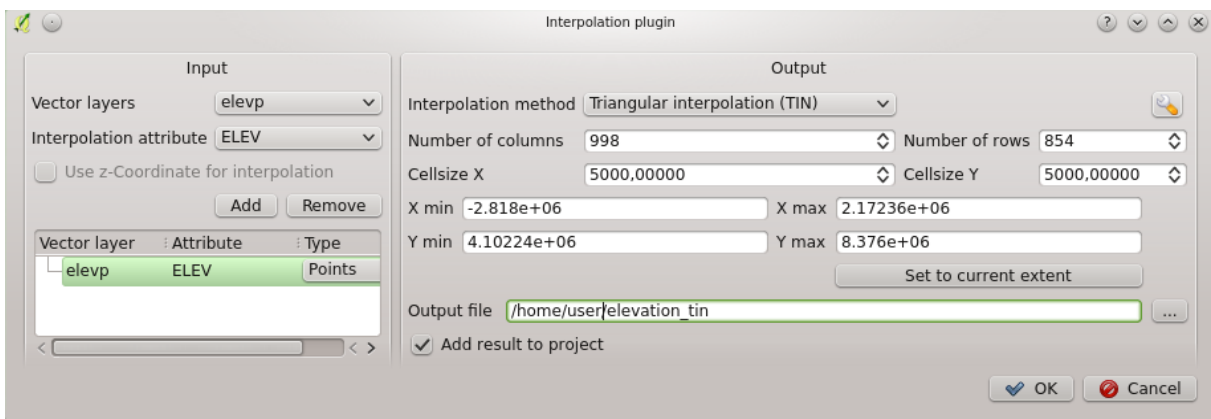 Interpolation plugin
Input
Vector layers elevp
Interpolation attribute ELEV
Use z-Coordinate for interpolation
Add Remove
Vector layer Attribute Type
elevp ELEV Points
Output
Interpolation method Triangular interpolation (TIN)
Number of columns 998 Number of rows 854
Cellsize X 5000,00000 Cellsize Y 5000,00000
X min -2.818e+06 X max 2.17236e+06
Y min 4.10224e+06 Y max 8.376e+06
Set to current extent
Output file /home/user/elevation_tin ...
Add result to project
OK Cancel